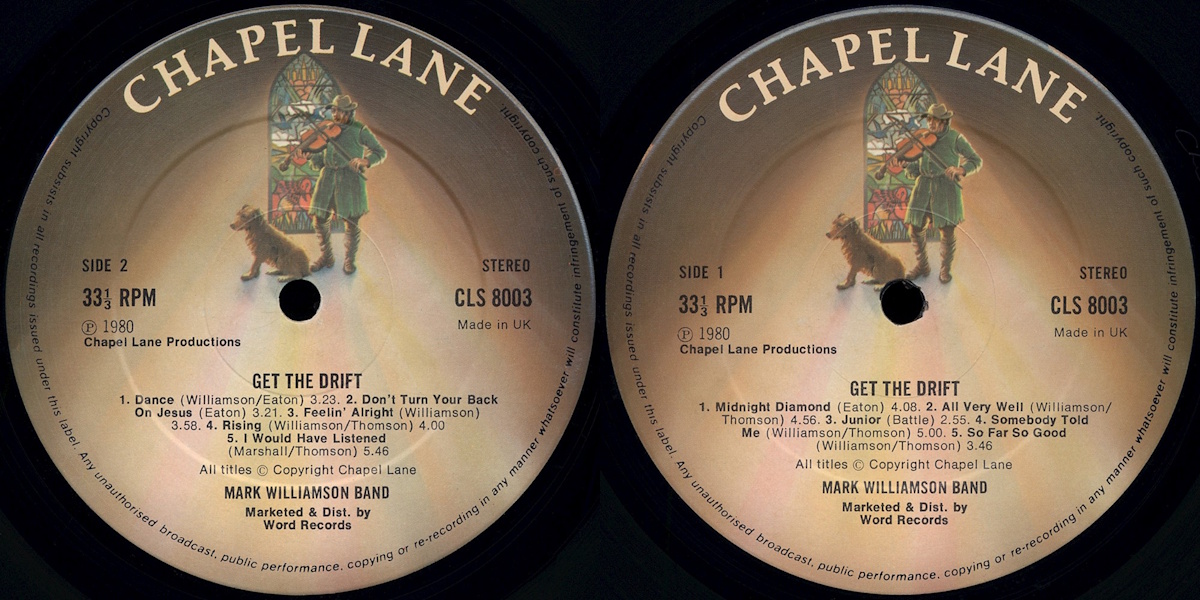 CHAPEL LANE
SIDE 2
STEREO
33⅓ RPM
CLS 8003
Ⓟ 1980
Made in UK
Chapel Lane Productions
GET THE DRIFT
1. Dance (Williamson/Eaton) 3.23. 2. Don't Turn Your Back
On Jesus (Eaton) 3.21. 3. Feelin' Alright (Williamson)
3.58. 4. Rising (Williamson/Thomson) 4.00
5. I Would Have Listened
(Marshall/Thomson) 5.46
All titles © Copyright Chapel Lane
MARK WILLIAMSON BAND
Marketed & Dist. by
Word Records
Copyright subsists in all recordings issued under this label. Any unauthorised broadcast, public performance, copying or re-recording in any manner whatsoever will constitute infringement of such copyright.
CHAPEL LANE
SIDE 1
STEREO
33⅓ RPM
CLS 8003
Ⓟ 1980
Made in UK
Chapel Lane Productions
GET THE DRIFT
1. Midnight Diamond (Eaton) 4.08. 2. All Very Well (Williamson/
Thomson) 4.56. 3. Junior (Battle) 2.55. 4. Somebody Told
Me (Williamson/Thomson) 5.00. 5. So Far So Good
(Williamson/Thomson) 3.46
All titles © Copyright Chapel Lane
MARK WILLIAMSON BAND
Marketed & Dist. by
Word Records
Copyright subsists in all recordings issued under this label. Any unauthorised broadcast, public performance, copying or re-recording in any manner whatsoever will constitute infringement of such copyright.